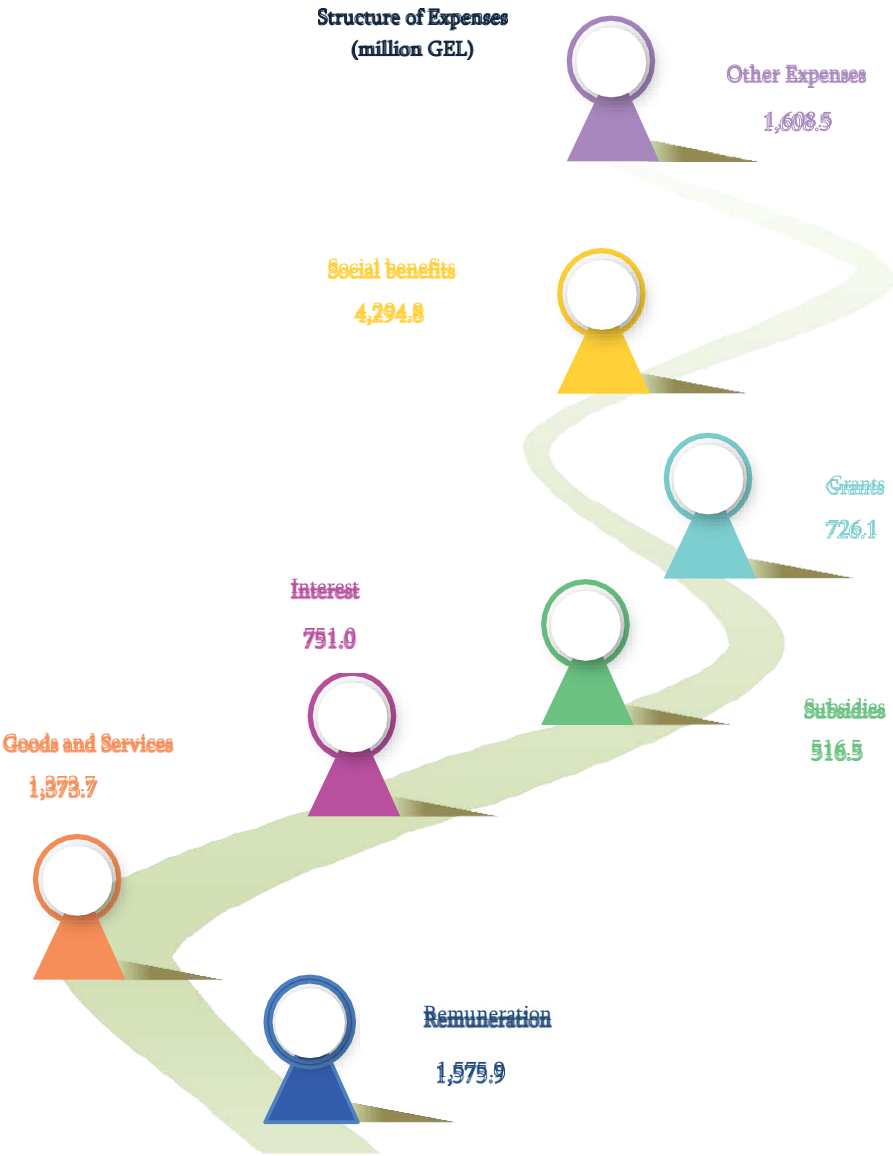 Structure of Expenses
(million GEL)
Other Expenses
1,608.5
Social benefits
4,294.8
Grants
726.1
Interest
751.0
Subsidies
516.5
Goods and Services
1,373.7
Remuneration
1,575.9